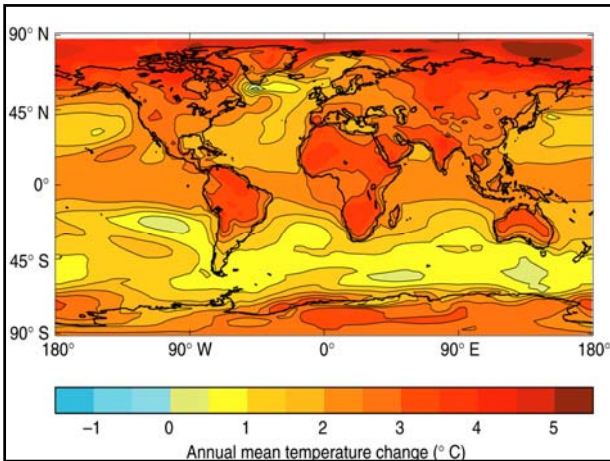 90° N
45° N
0°
45° S
90° S
180° 90° W 0° 90° E 180°
–1 0 1 2 3 4 5
Annual mean temperature change (° C)